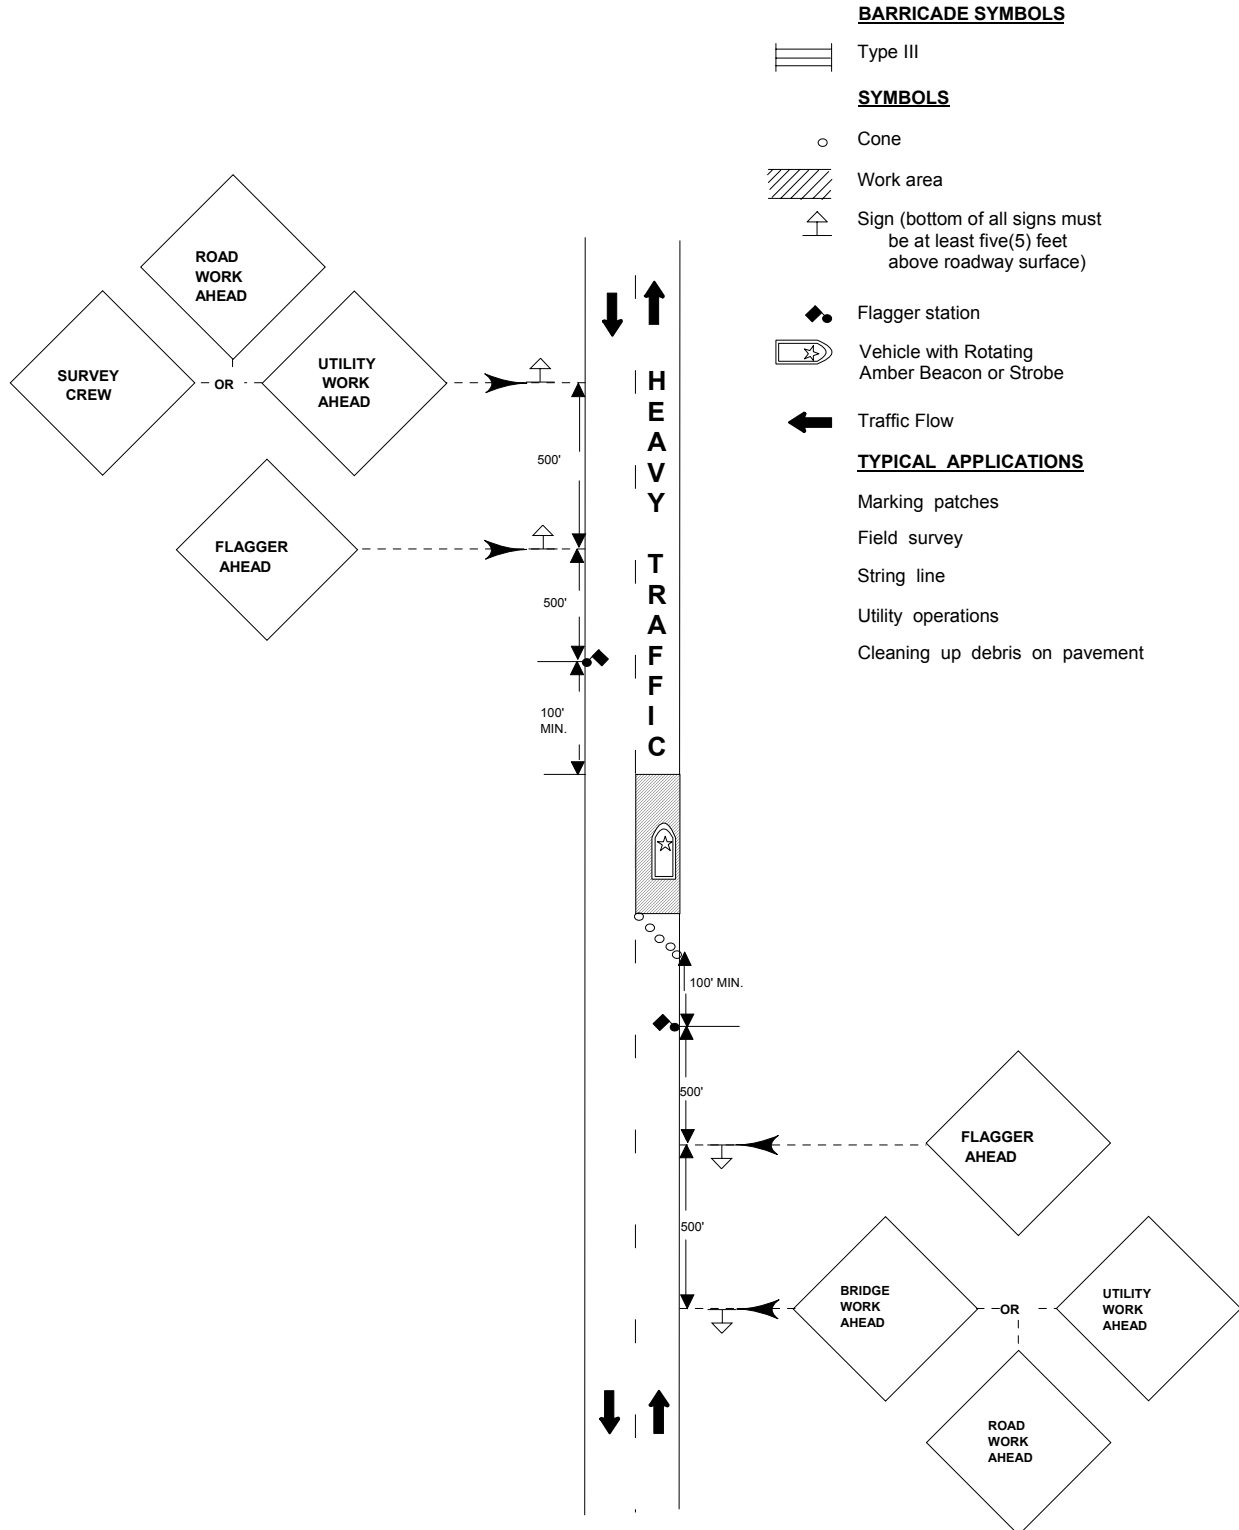 BARRICADE SYMBOLS
Type III
SYMBOLS
Cone
Work area
Sign (bottom of all signs must
be at least five(5) feet
above roadway surface)
Flagger station
Vehicle with Rotating
Amber Beacon or Strobe
Traffic Flow
TYPICAL APPLICATIONS
Marking patches
Field survey
String line
Utility operations
Cleaning up debris on pavement
ROAD
WORK
AHEAD
SURVEY
CREW
OR
UTILITY
WORK
AHEAD
500'
FLAGGER
AHEAD
500'
100'
MIN.
HEAVY TRAFFIC
100' MIN.
500'
FLAGGER
AHEAD
500'
BRIDGE
WORK
AHEAD
OR
UTILITY
WORK
AHEAD
ROAD
WORK
AHEAD